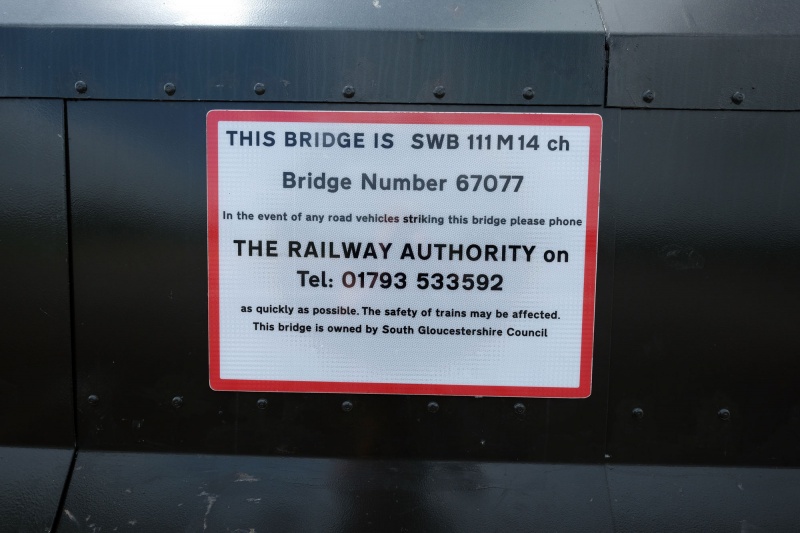 THIS BRIDGE IS SWB 111 M 14 ch
Bridge Number 67077
In the event of any road vehicles striking this bridge please phone
THE RAILWAY AUTHORITY on
Tel: 01793 533592
as quickly as possible. The safety of trains may be affected.
This bridge is owned by South Gloucestershire Council